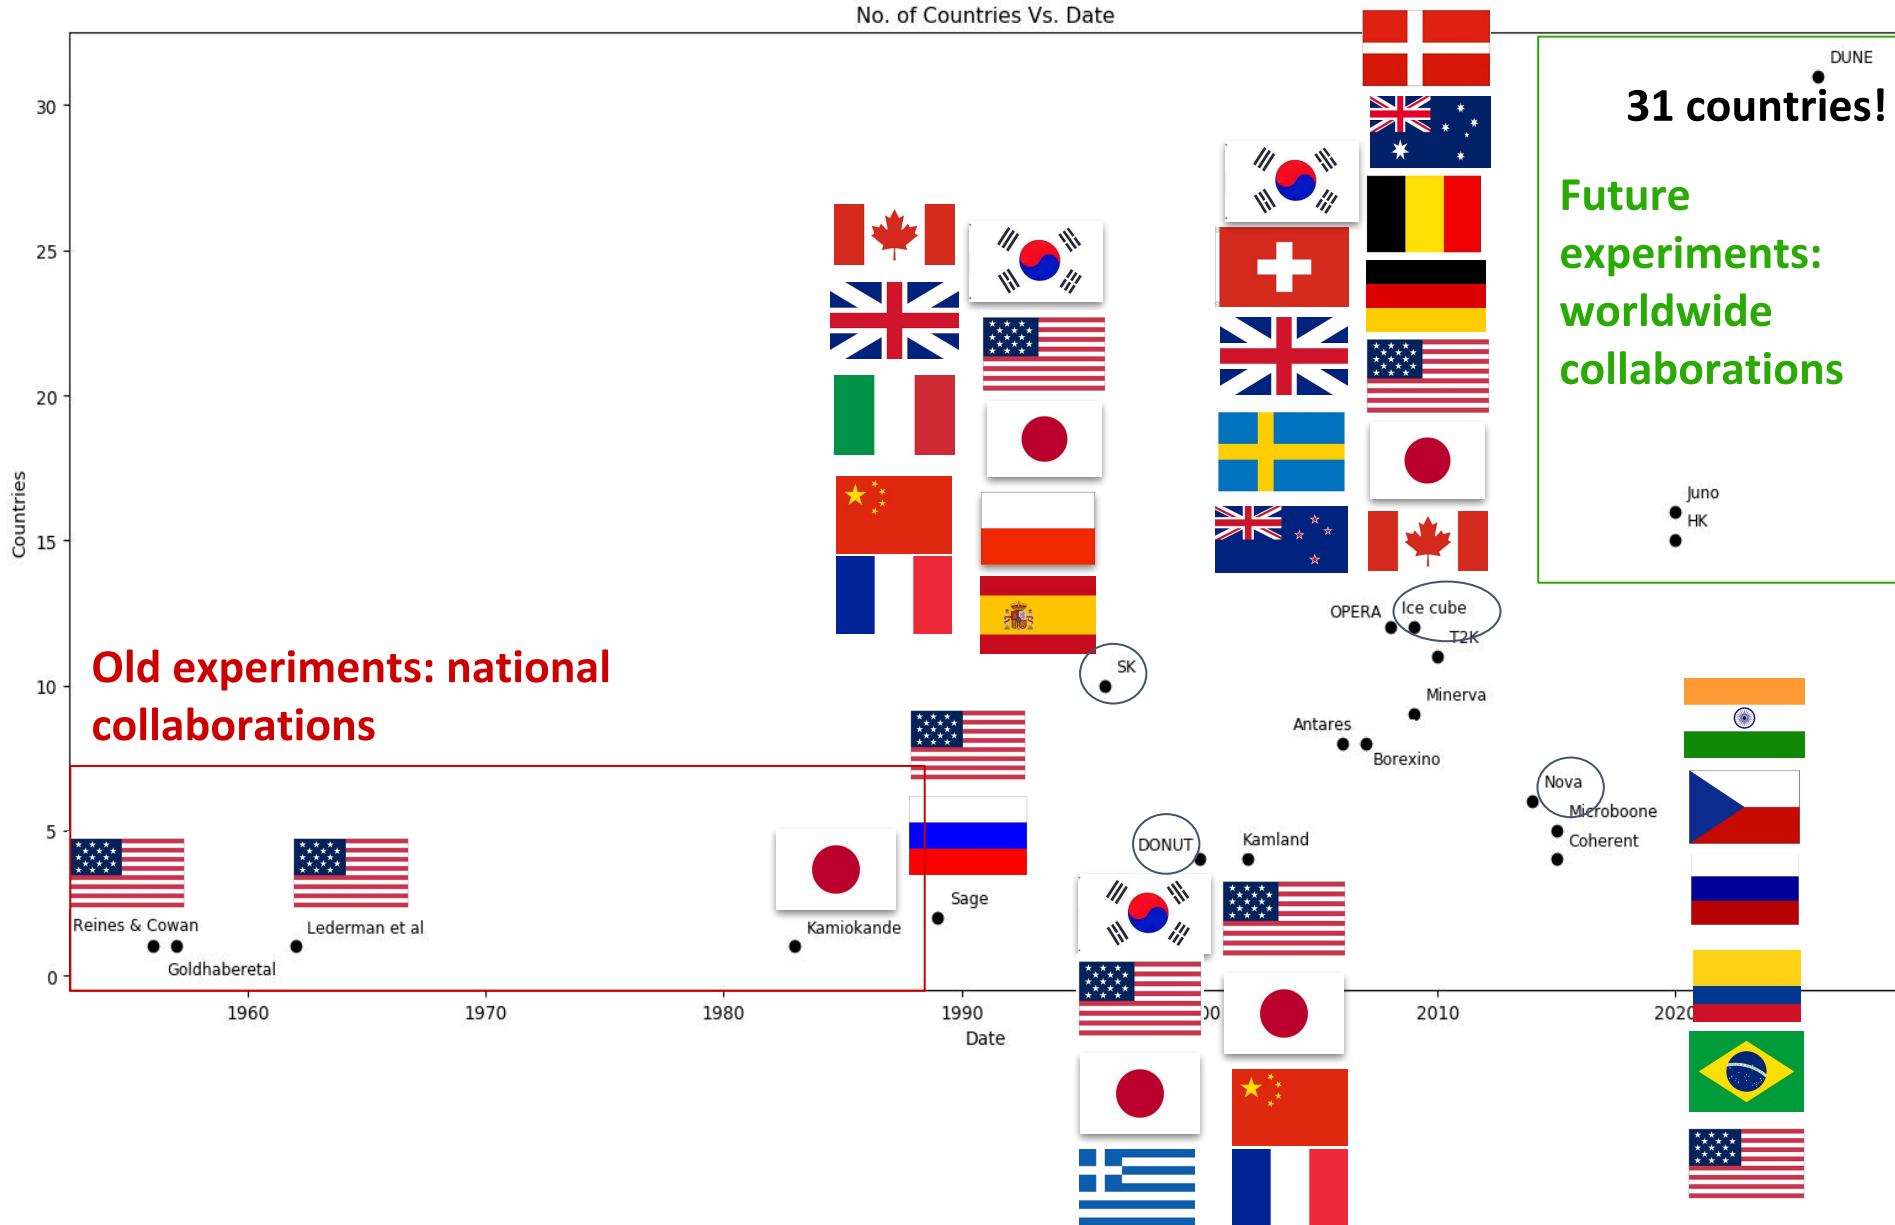 No. of Countries Vs. Date
DUNE
31 countries!
Future
experiments:
worldwide
collaborations
Juno
HK
OPERA
Ice cube
T2K
SK
Minerva
Antares
Borexino
Nova
Microboone
Coherent
DONUT
Kamland
Old experiments: national
collaborations
Sage
Reines & Cowan
Lederman et al
Kamiokande
Goldhaberetal
Countries
30
25
20
15
10
5
0
1960
1970
1980
1990
00
2010
2020
Date